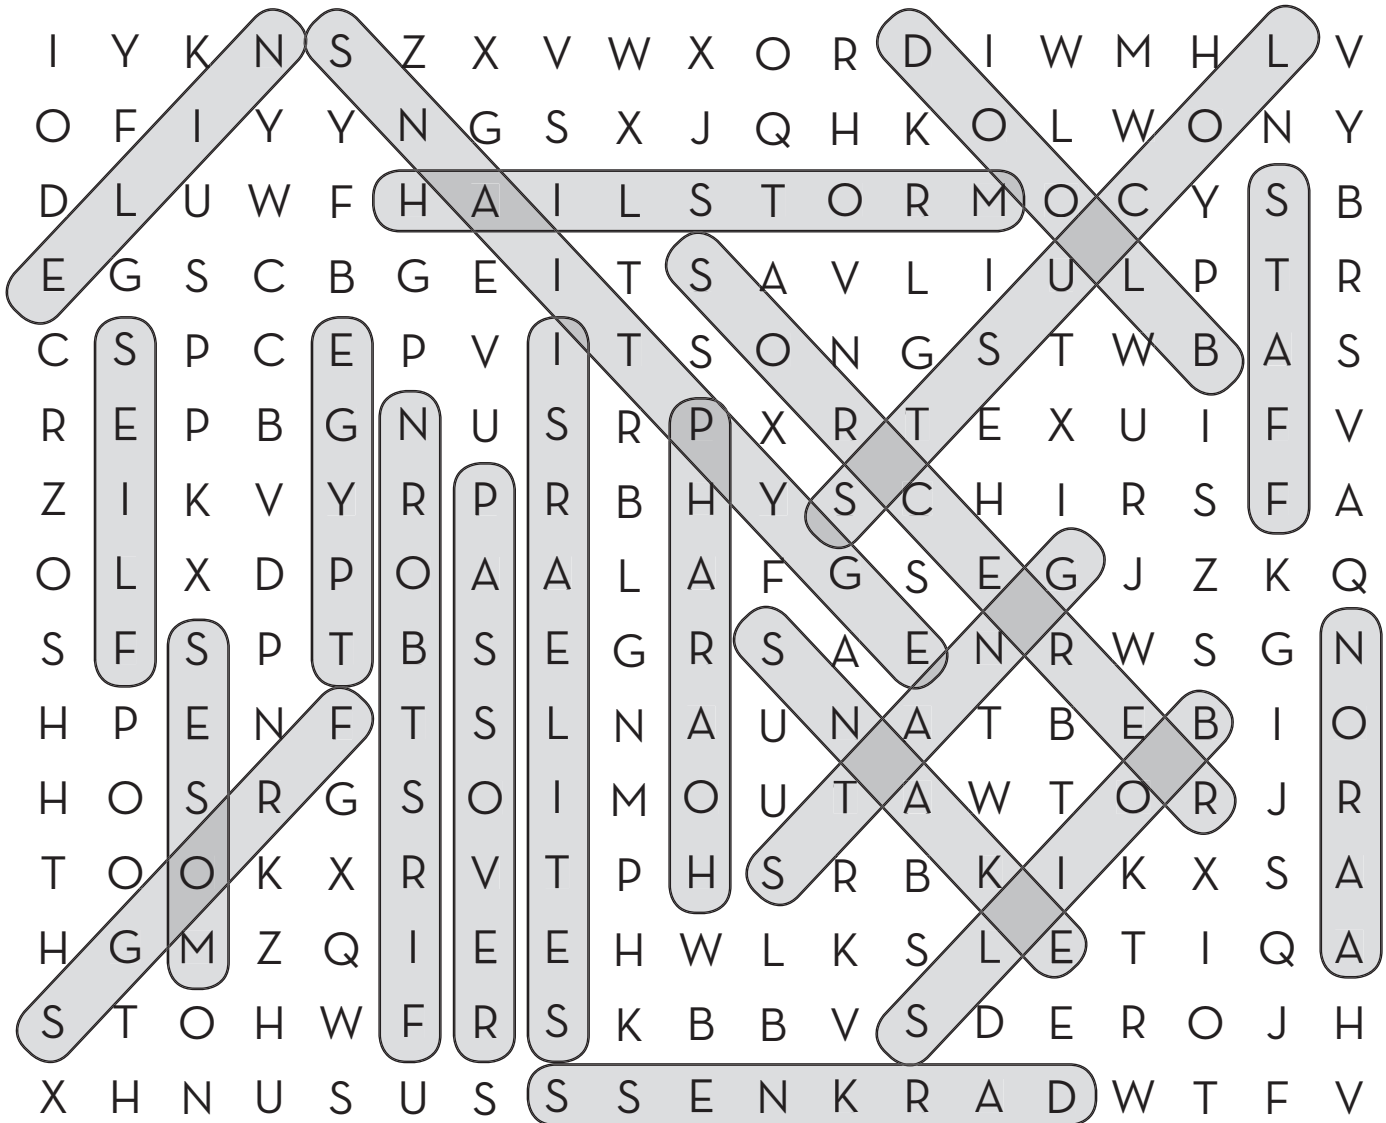 I Y K N S Z X V W X O R D I W M H L V
O F I Y Y N G S X J Q H K O L W O N Y
D L U W F H A I L S T O R M O C Y S B
E G S C B G E I T S A V L I U L P T R
C S P C E P V I T S O N G S T W B A S
R E P B G N U S R P X R T E X U I F V
Z I K V Y R P R B H Y S C H I R S F A
O L X D P O A A L A F G S E G J Z K Q
S F S P T B S E G R S A E N R W S G N
H P E N F T S L N A U N A T B E B I O
H O S R G S O I M O U T A W T O R J R
T O O K X R V T P H S R B K I K X S A
H G M Z Q I E E H W L K S L E T I Q A
S T O H W F R S K B B V S D E R O J H
X H N U S U S S S E N K R A D W T F V